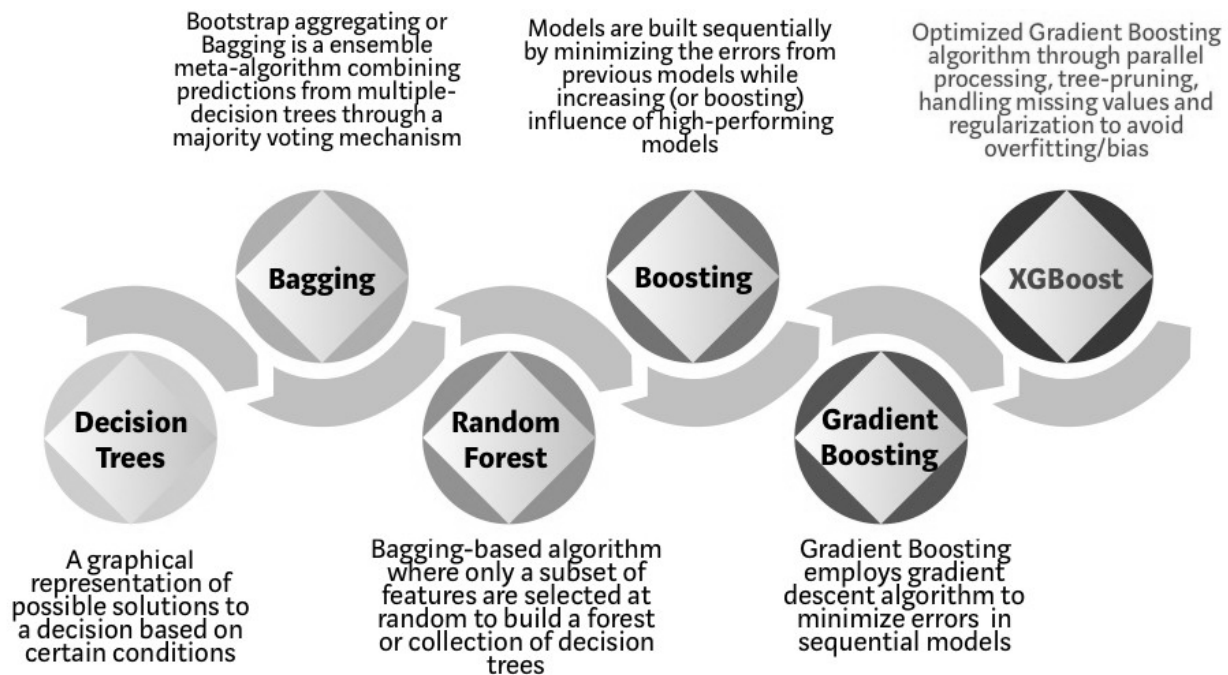 Bootstrap aggregating or
Bagging is a ensemble
meta-algorithm combining
predictions from multiple-
decision trees through a
majority voting mechanism
Models are built sequentially
by minimizing the errors from
previous models while
increasing (or boosting)
influence of high-performing
models
Optimized Gradient Boosting
algorithm through parallel
processing, tree-pruning,
handling missing values and
regularization to avoid
overfitting/bias
Bagging
Boosting
XGBoost
Decision
Trees
Random
Forest
Gradient
Boosting
A graphical
representation of
possible solutions to
a decision based on
certain conditions
Bagging-based algorithm
where only a subset of
features are selected at
random to build a forest
or collection of decision
trees
Gradient Boosting
employs gradient
descent algorithm to
minimize errors in
sequential models